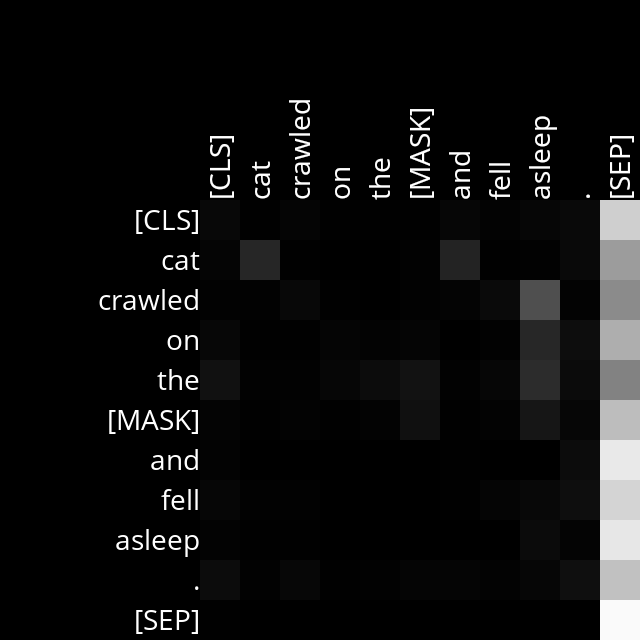 [CLS] cat crawled on the [MASK] and fell asleep . [SEP]
[CLS]
cat
crawled
on
the
[MASK]
and
fell
asleep
.
[SEP]